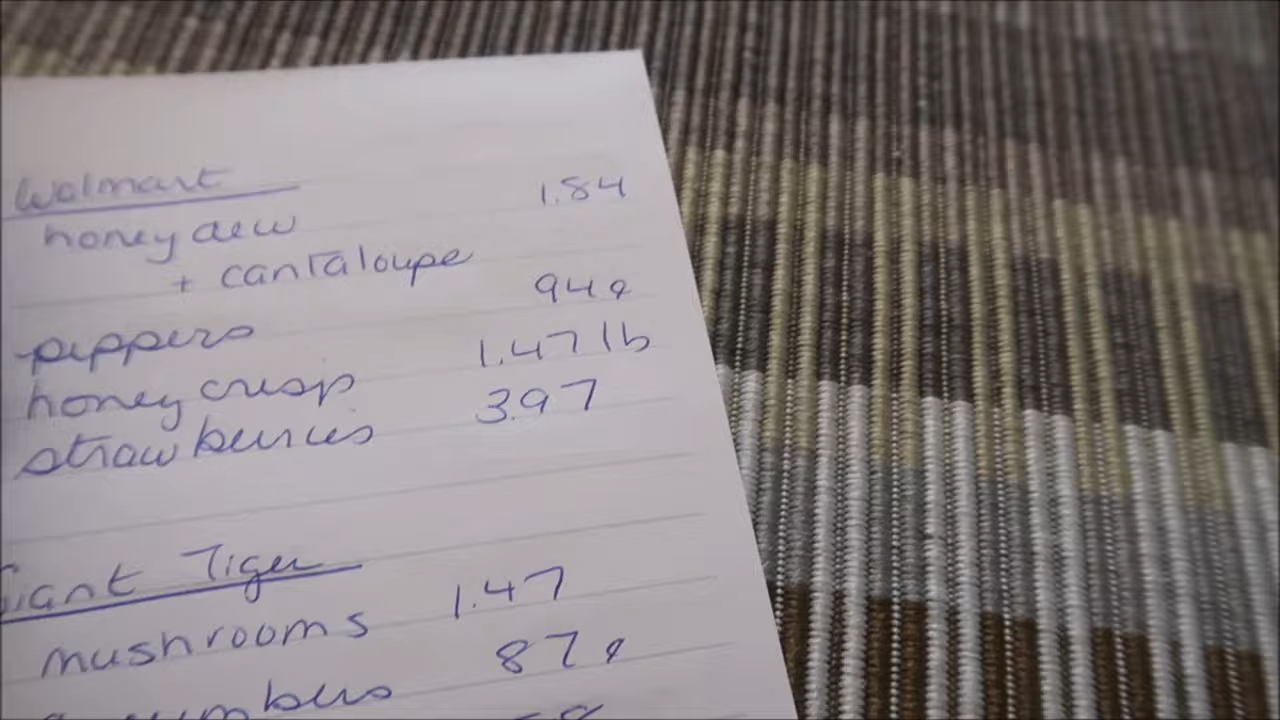 Walmart
honey dew 1.84
+ cantaloupe
peppers 94¢
honey crisp 1.47 lb
strawberries 3.97
Giant Tiger
mushrooms 1.47
87¢